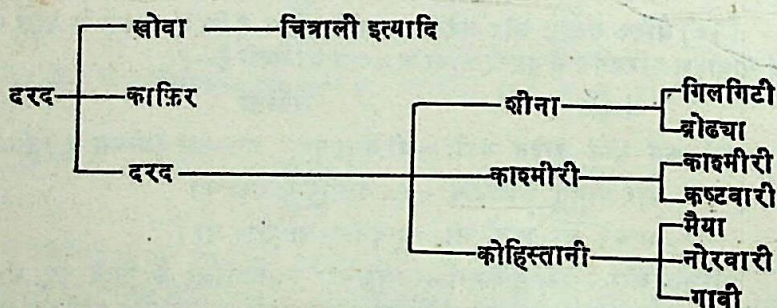 खोवा चित्राली इत्यादि
दरद काफ़िर
दरद
शीना
गिलगिटी
ब्रोढ्या
काश्मीरी
काश्मीरी
कष्टवारी
कोहिस्तानी
मैया
नोरवारी
गावी